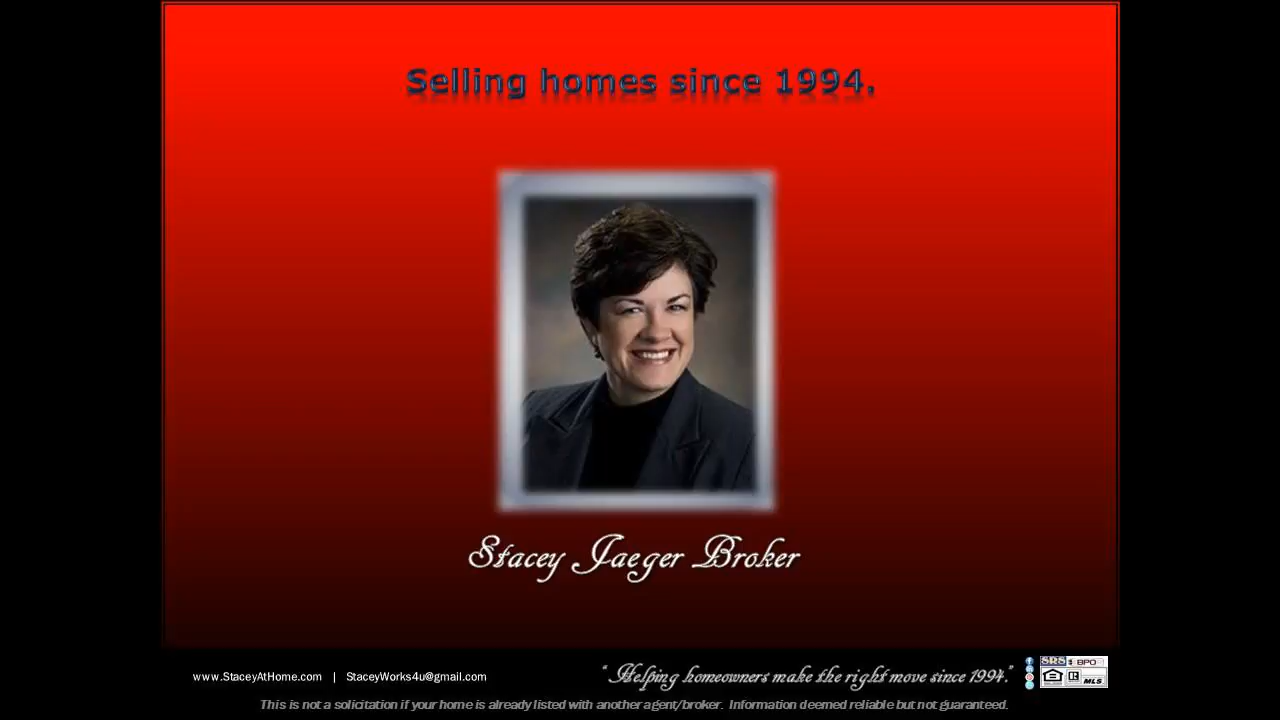 Selling homes since 1994.
Stacey Jaeger Broker
www.StaceyAtHome.com | StaceyWorks4u@gmail.com
“Helping homeowners make the right move since 1994.”
SRS BPO
R MLS
This is not a solicitation if your home is already listed with another agent/broker. Information deemed reliable but not guaranteed.